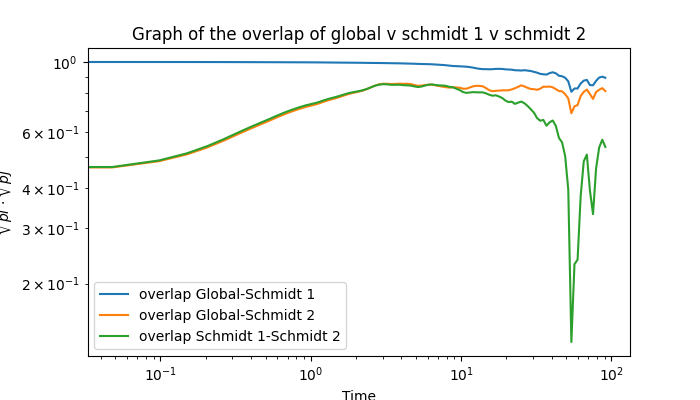 Graph of the overlap of global v schmidt 1 v schmidt 2
10⁰
6 × 10⁻¹
4 × 10⁻¹
3 × 10⁻¹
2 × 10⁻¹
overlap Global-Schmidt 1
overlap Global-Schmidt 2
overlap Schmidt 1-Schmidt 2
10⁻¹ 10⁰ 10¹ 10²
Time